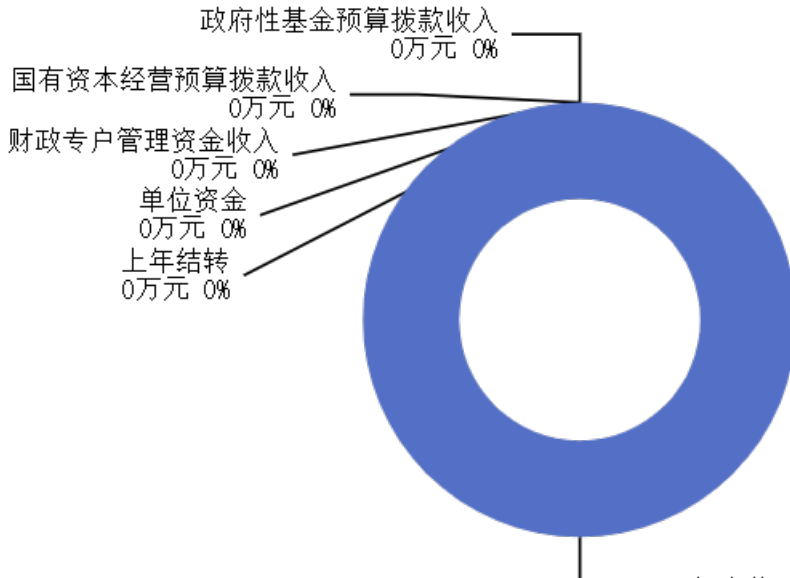 政府性基金预算拨款收入
0万元 0%
国有资本经营预算拨款收入
0万元 0%
财政专户管理资金收入
0万元 0%
单位资金
0万元 0%
上年结转
0万元 0%